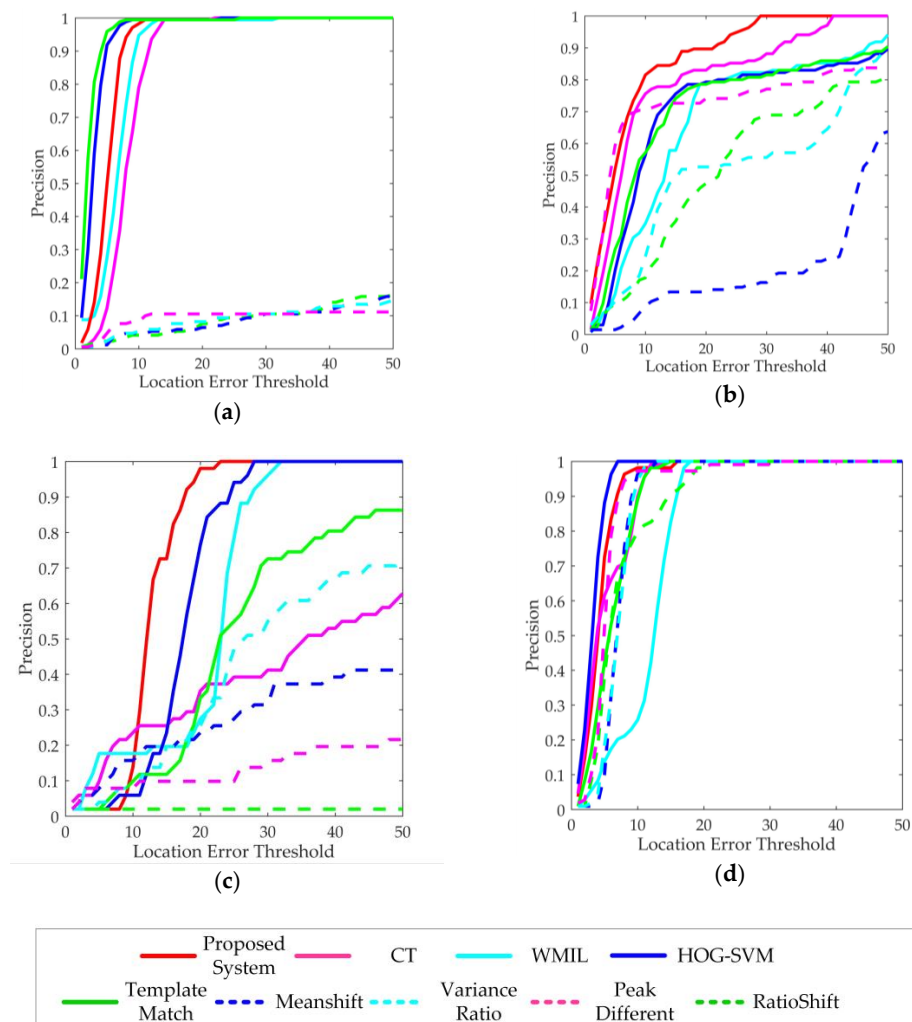 1
0.9
0.8
0.7
0.6
0.5
0.4
0.3
0.2
0.1
0
Precision
0 10 20 30 40 50
Location Error Threshold
(a)
1
0.9
0.8
0.7
0.6
0.5
0.4
0.3
0.2
0.1
0
Precision
0 10 20 30 40 50
Location Error Threshold
(b)
1
0.9
0.8
0.7
0.6
0.5
0.4
0.3
0.2
0.1
0
Precision
0 10 20 30 40 50
Location Error Threshold
(c)
1
0.9
0.8
0.7
0.6
0.5
0.4
0.3
0.2
0.1
0
Precision
0 10 20 30 40 50
Location Error Threshold
(d)
Proposed
System
CT
WMIL
HOG-SVM
Template
Match
Meanshift
Variance
Ratio
Peak
Different
RatioShift